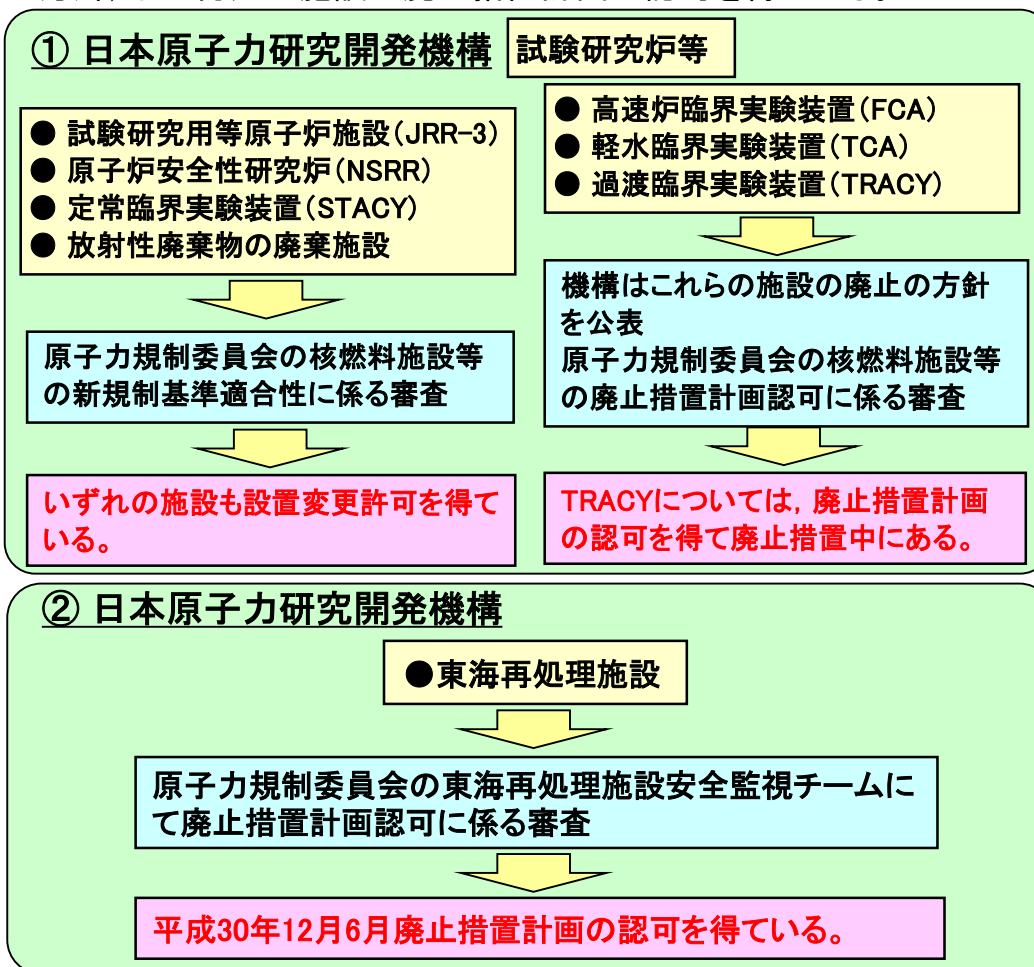 ① 日本原子力研究開発機構
試験研究炉等
● 試験研究用等原子炉施設(JRR-3)
● 原子炉安全性研究炉(NSRR)
● 定常臨界実験装置(STACY)
● 放射性廃棄物の廃棄施設
原子力規制委員会の核燃料施設等
の新規制基準適合性に係る審査
いずれの施設も設置変更許可を得て
いる。
● 高速炉臨界実験装置(FCA)
● 軽水臨界実験装置(TCA)
● 過渡臨界実験装置(TRACY)
機構はこれらの施設の廃止の方針
を公表
原子力規制委員会の核燃料施設等
の廃止措置計画認可に係る審査
TRACYについては, 廃止措置計画
の認可を得て廃止措置中にある。
② 日本原子力研究開発機構
●東海再処理施設
原子力規制委員会の東海再処理施設安全監視チームに
て廃止措置計画認可に係る審査
平成30年12月6月廃止措置計画の認可を得ている。